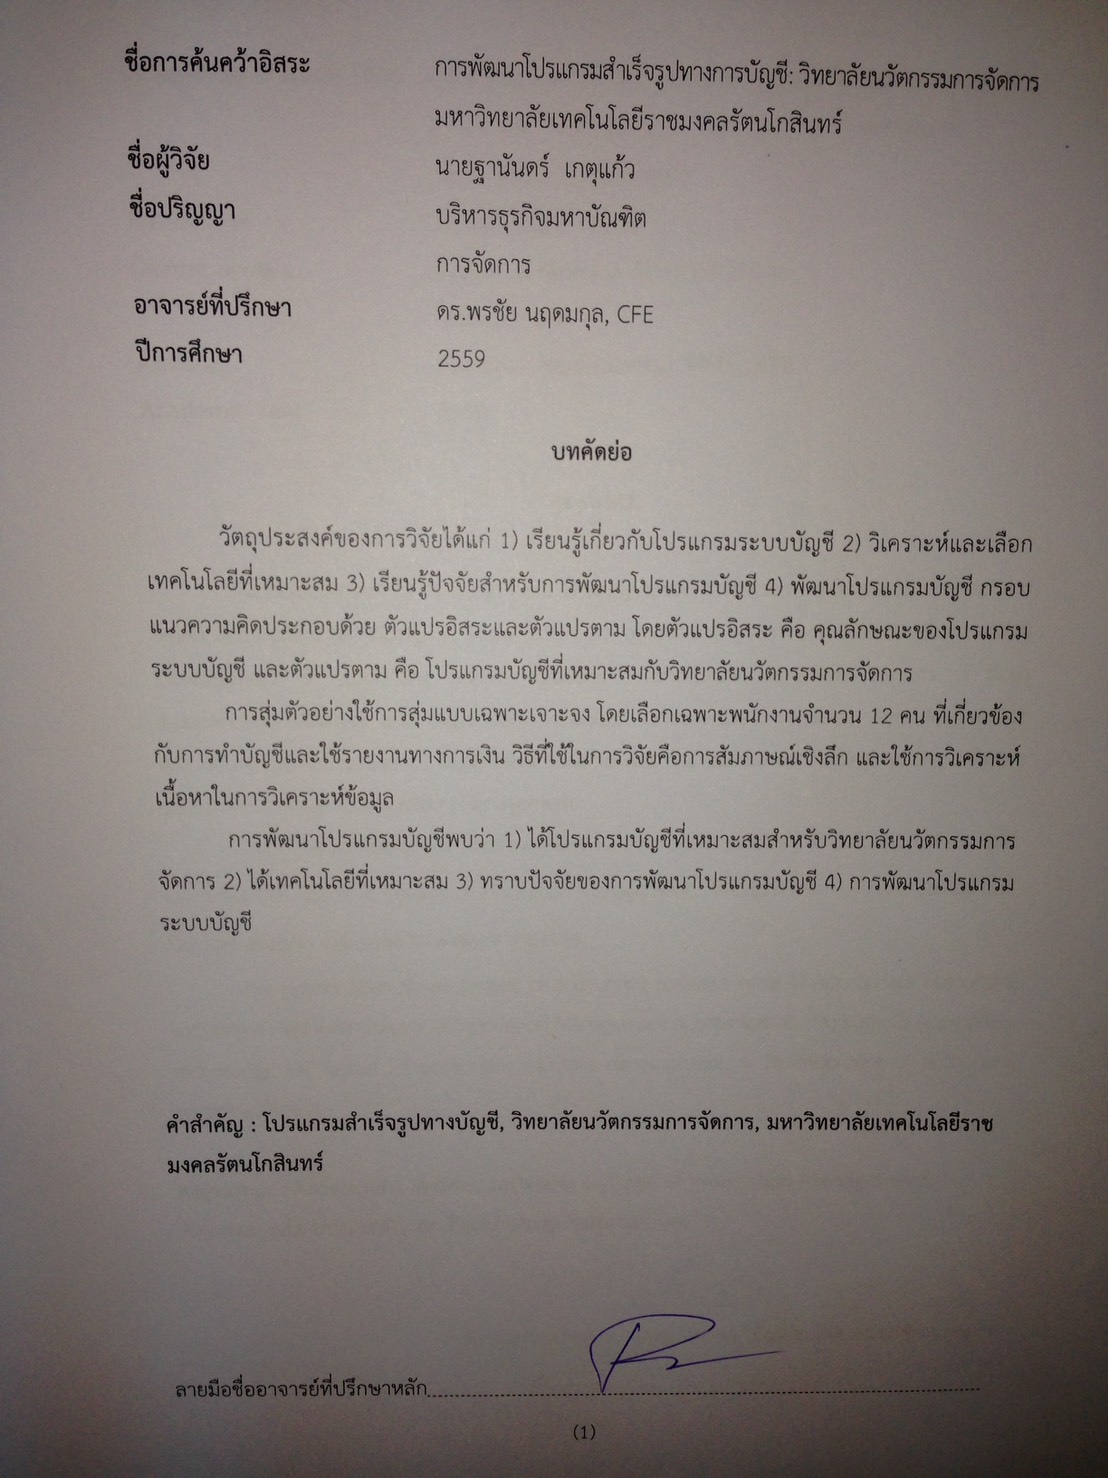 ชื่อการค้นคว้าอิสระ การพัฒนาโปรแกรมสำเร็จรูปทางการบัญชี: วิทยาลัยนวัตกรรมการจัดการ
มหาวิทยาลัยเทคโนโลยีราชมงคลรัตนโกสินทร์
ชื่อผู้วิจัย นายฐานันดร์ เกตุแก้ว
ชื่อปริญญา บริหารธุรกิจมหาบัณฑิต
การจัดการ
อาจารย์ที่ปรึกษา ดร.พรชัย นฤดมกุล, CFE
ปีการศึกษา 2559
บทคัดย่อ
วัตถุประสงค์ของการวิจัยได้แก่ 1) เรียนรู้เกี่ยวกับโปรแกรมระบบบัญชี 2) วิเคราะห์และเลือก
เทคโนโลยีที่เหมาะสม 3) เรียนรู้ปัจจัยสำหรับการพัฒนาโปรแกรมบัญชี 4) พัฒนาโปรแกรมบัญชี กรอบ
แนวความคิดประกอบด้วย ตัวแปรอิสระและตัวแปรตาม โดยตัวแปรอิสระ คือ คุณลักษณะของโปรแกรม
ระบบบัญชี และตัวแปรตาม คือ โปรแกรมบัญชีที่เหมาะสมกับวิทยาลัยนวัตกรรมการจัดการ
การสุ่มตัวอย่างใช้การสุ่มแบบเฉพาะเจาะจง โดยเลือกเฉพาะพนักงานจำนวน 12 คน ที่เกี่ยวข้อง
กับการทำบัญชีและใช้รายงานทางการเงิน วิธีที่ใช้ในการวิจัยคือการสัมภาษณ์เชิงลึก และใช้การวิเคราะห์
เนื้อหาในการวิเคราะห์ข้อมูล
การพัฒนาโปรแกรมบัญชีพบว่า 1) ได้โปรแกรมบัญชีที่เหมาะสมสำหรับวิทยาลัยนวัตกรรมการ
จัดการ 2) ได้เทคโนโลยีที่เหมาะสม 3) ทราบปัจจัยของการพัฒนาโปรแกรมบัญชี 4) การพัฒนาโปรแกรม
ระบบบัญชี
คำสำคัญ : โปรแกรมสำเร็จรูปทางบัญชี, วิทยาลัยนวัตกรรมการจัดการ, มหาวิทยาลัยเทคโนโลยีราช
มงคลรัตนโกสินทร์
ลายมือชื่ออาจารย์ที่ปรึกษาหลัก
(1)